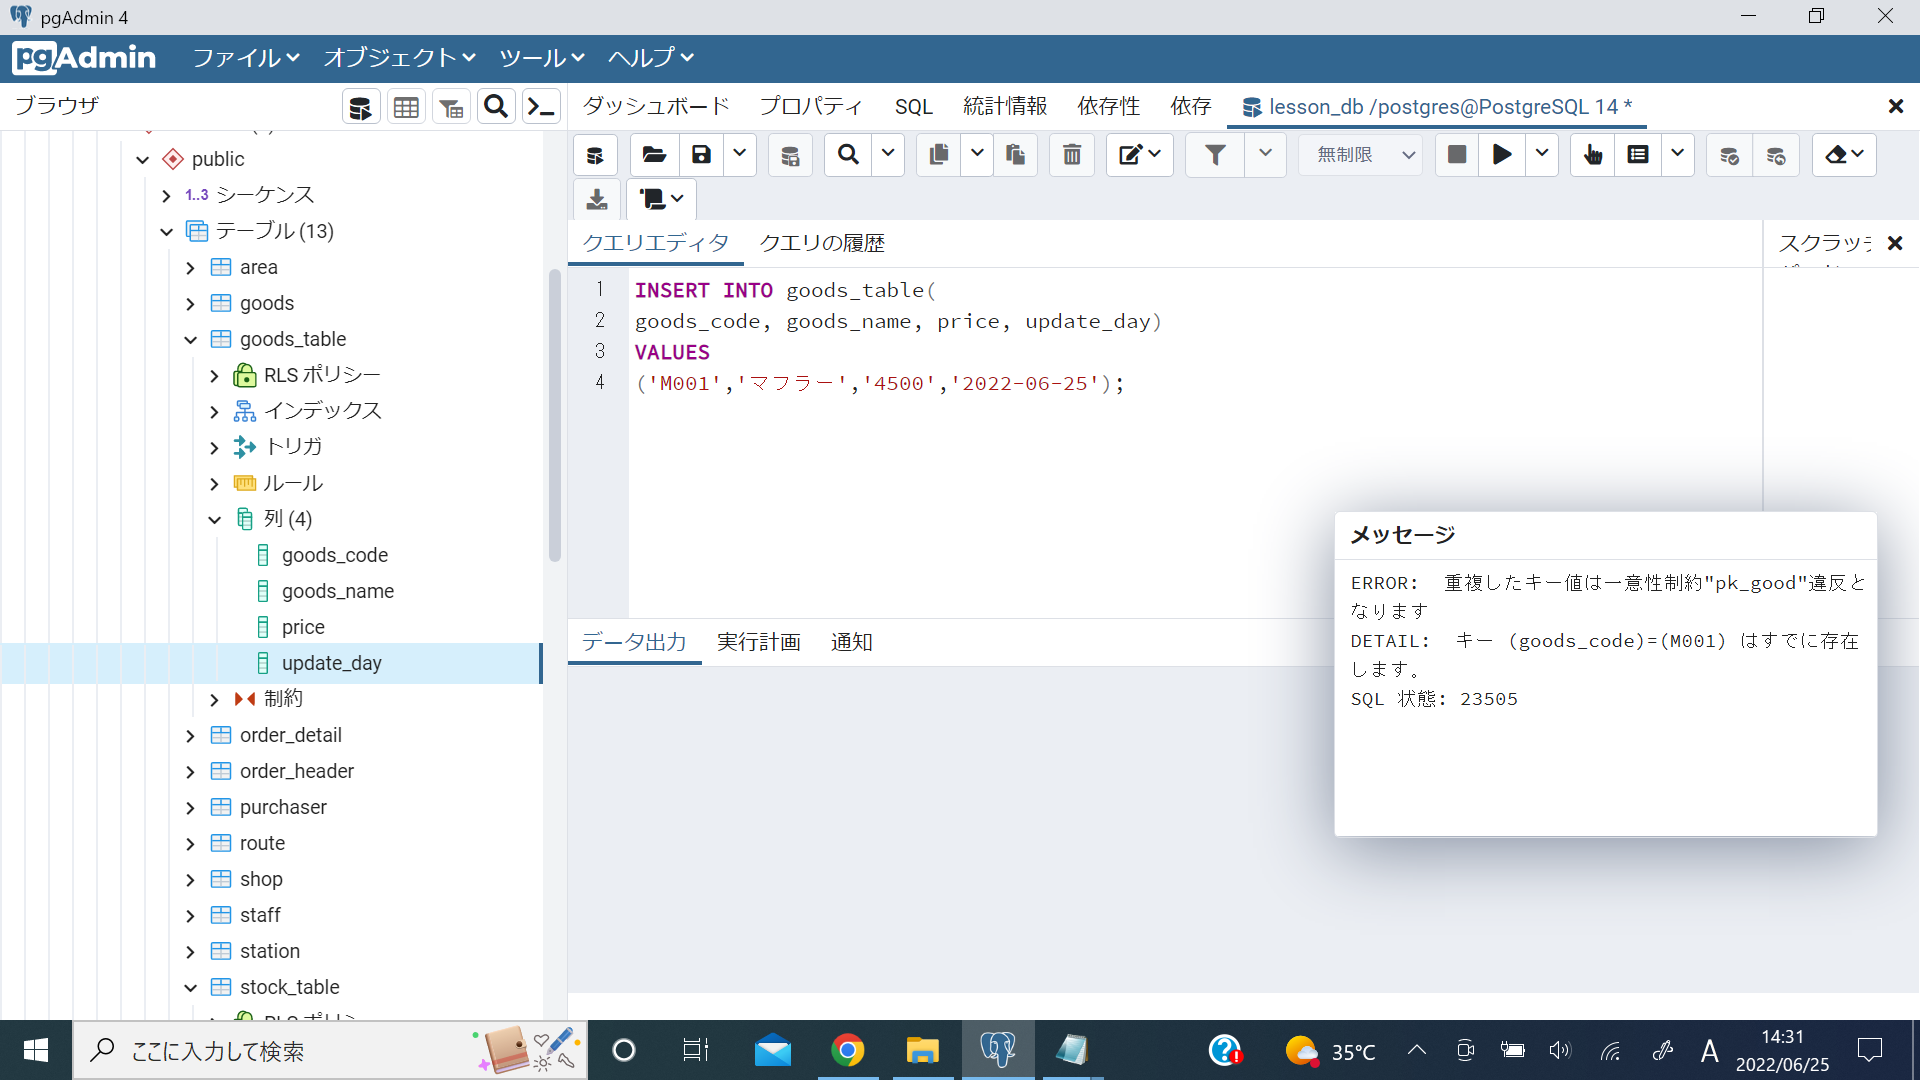 pgAdmin 4
pgAdmin ファイル オブジェクト ツール ヘルプ
ブラウザ
ダッシュボード プロパティ SQL 統計情報 依存性 依存 lesson_db /postgres@PostgreSQL 14 *
無制限
public
1..3 シーケンス
テーブル (13)
area
goods
goods_table
RLS ポリシー
インデックス
トリガ
ルール
列 (4)
goods_code
goods_name
price
update_day
制約
order_detail
order_header
purchaser
route
shop
staff
station
stock_table
RLS ポリシー
クエリエディタ クエリの履歴
スクラッチ
1 INSERT INTO goods_table(
2 goods_code, goods_name, price, update_day)
3 VALUES
4 ('M001','マフラー','4500','2022-06-25');
データ出力 実行計画 通知
メッセージ
ERROR: 重複したキー値は一意性制約"pk_good"違反と
なります
DETAIL: キー (goods_code)=(M001) はすでに存在
します。
SQL 状態: 23505
ここに入力して検索
35°C
A
14:31
2022/06/25